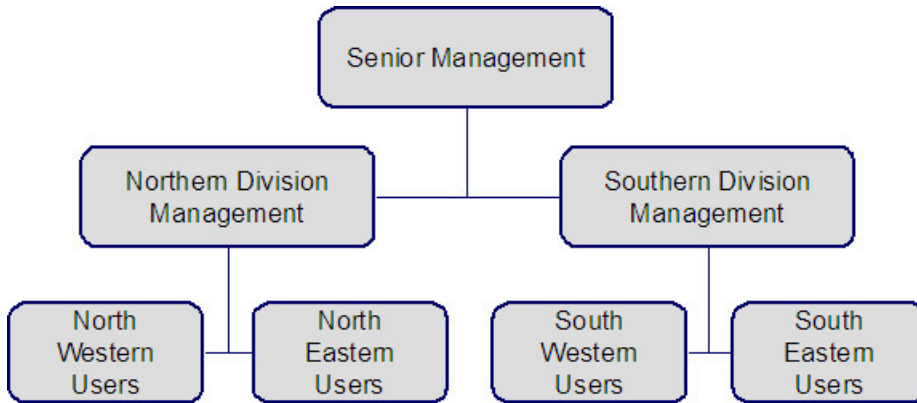 Senior Management
Northern Division
Management
Southern Division
Management
North
Western
Users
North
Eastern
Users
South
Western
Users
South
Eastern
Users